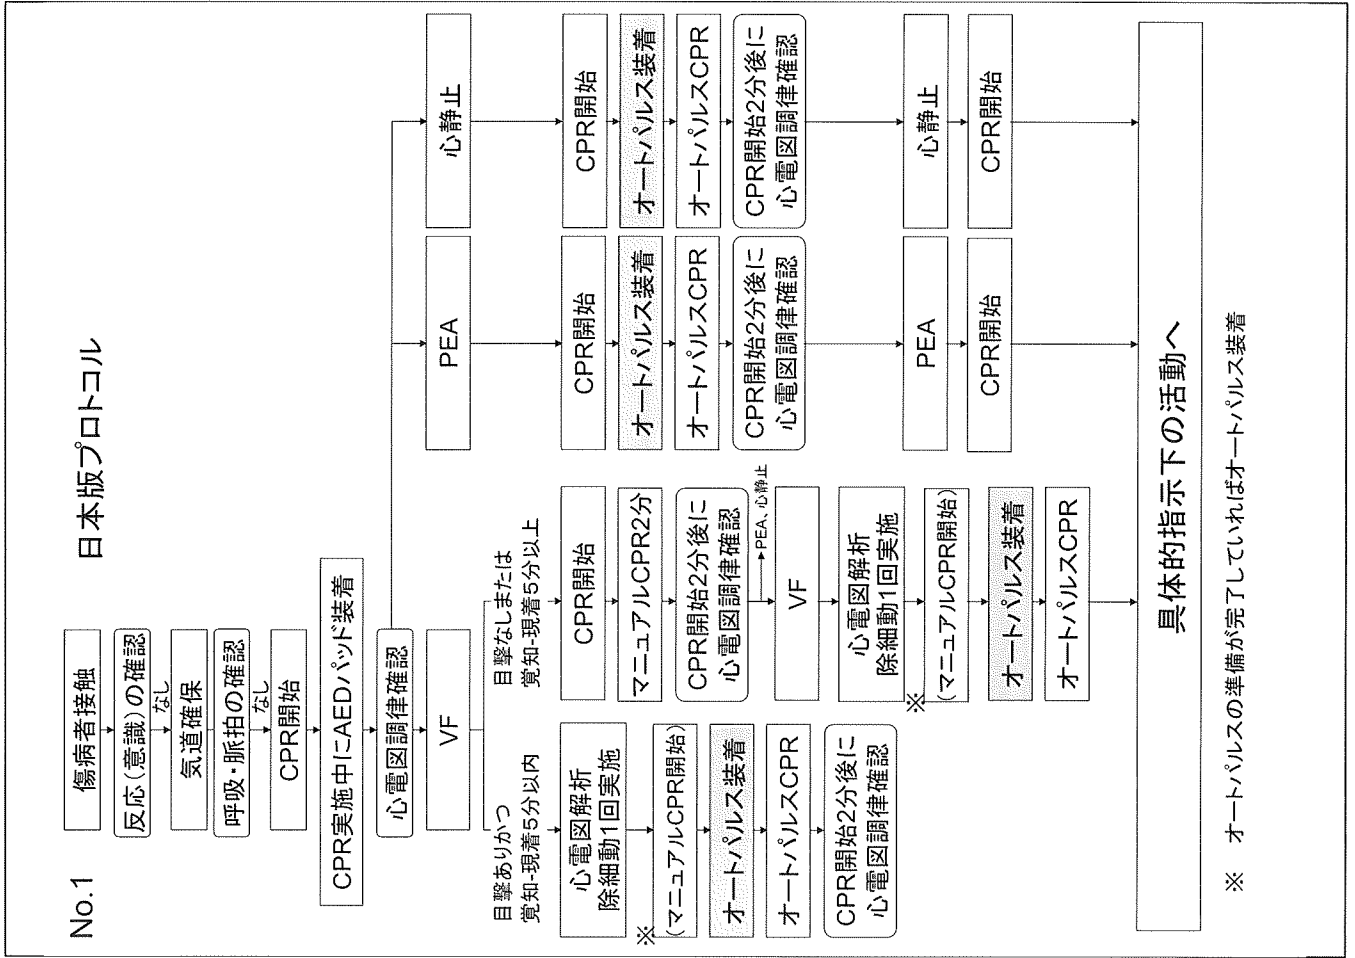 No.1
日本版プロトコル
傷病者接触
反応(意識)の確認
なし
気道確保
呼吸・脈拍の確認
なし
CPR開始
CPR実施中にAEDパッド装着
心電図調律確認
VF
目撃ありかつ
覚知-現着5分以内
心電図解析
除細動1回実施
※
(マニュアルCPR開始)
オートパルス装着
オートパルスCPR
CPR開始2分後に
心電図調律確認
目撃なしまたは
覚知-現着5分以上
CPR開始
マニュアルCPR2分
CPR開始2分後に
心電図調律確認
PEA、心静止
VF
心電図解析
除細動1回実施
※
(マニュアルCPR開始)
オートパルス装着
オートパルスCPR
PEA
CPR開始
オートパルス装着
オートパルスCPR
CPR開始2分後に
心電図調律確認
PEA
CPR開始
心静止
CPR開始
オートパルス装着
オートパルスCPR
CPR開始2分後に
心電図調律確認
心静止
CPR開始
具体的指示下の活動へ
※ オートパルスの準備が完了していればオートパルス装着